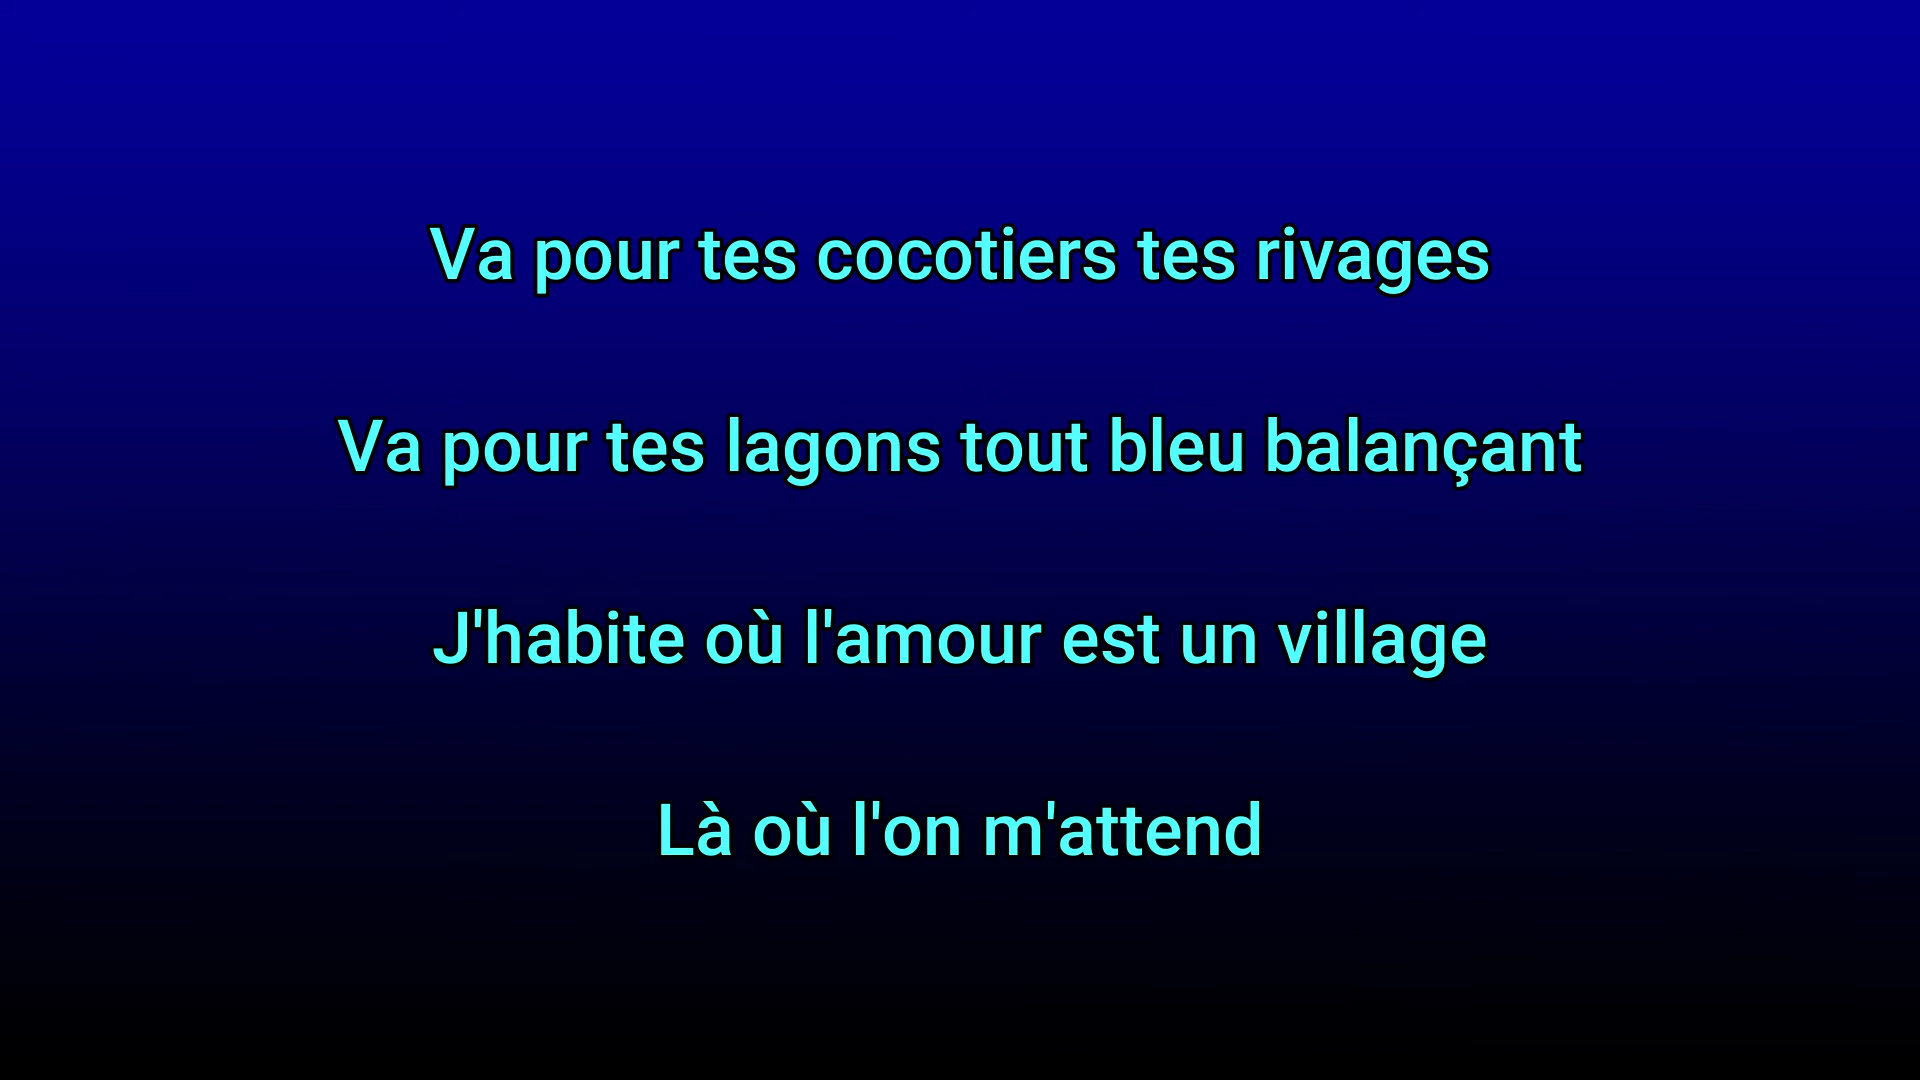 Va pour tes cocotiers tes rivages
Va pour tes lagons tout bleu balançant
J'habite où l'amour est un village
Là où l'on m'attend